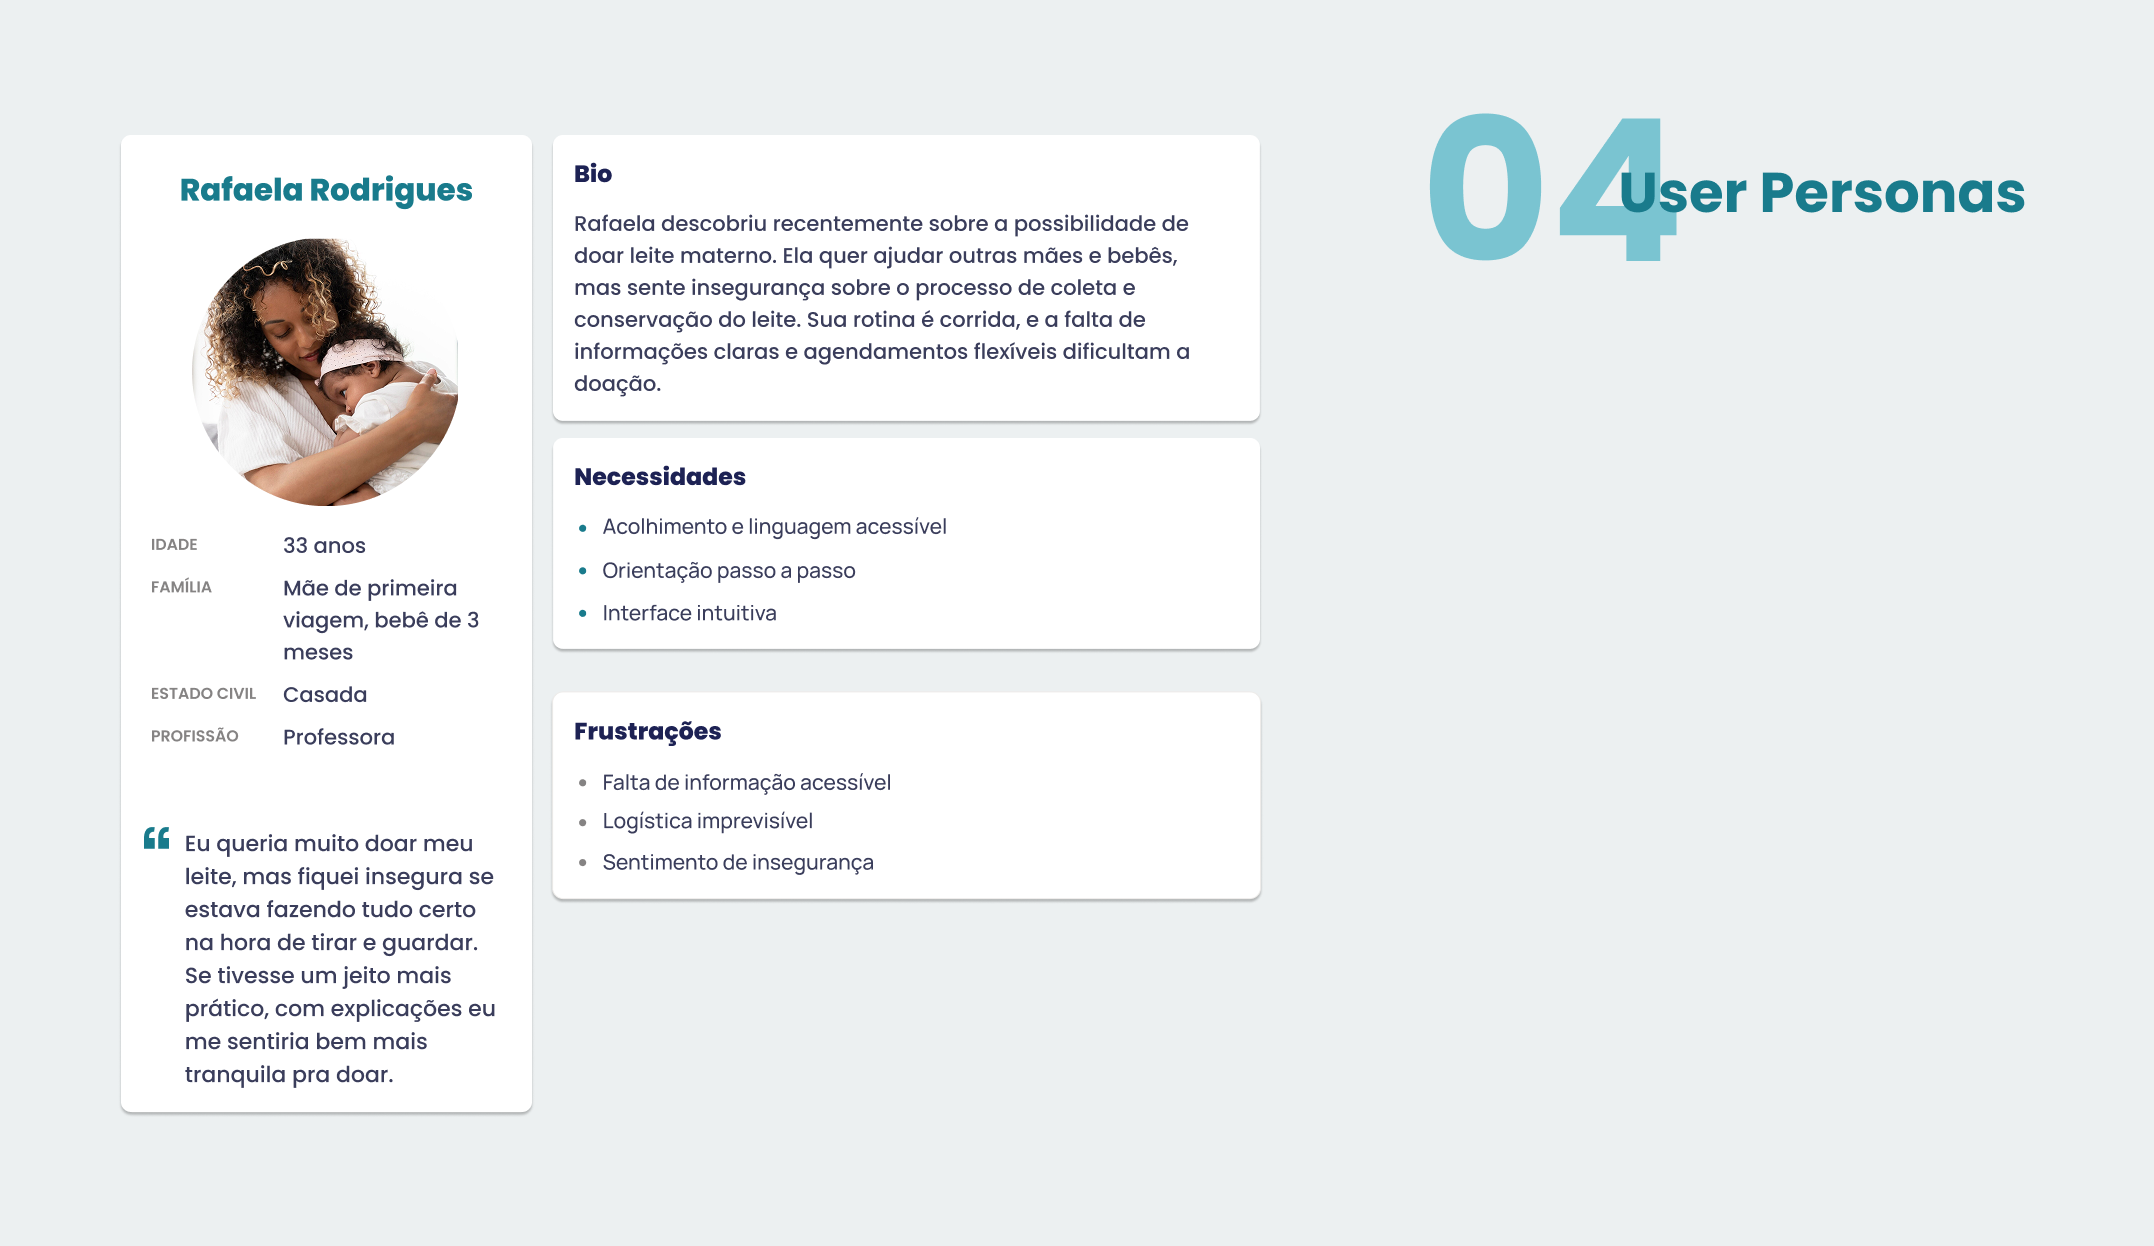 04
User Personas
Rafaela Rodrigues
IDADE 33 anos
FAMÍLIA Mãe de primeira
viagem, bebê de 3
meses
ESTADO CIVIL Casada
PROFISSÃO Professora
“ Eu queria muito doar meu
leite, mas fiquei insegura se
estava fazendo tudo certo
na hora de tirar e guardar.
Se tivesse um jeito mais
prático, com explicações eu
me sentiria bem mais
tranquila pra doar.
Bio
Rafaela descobriu recentemente sobre a possibilidade de
doar leite materno. Ela quer ajudar outras mães e bebês,
mas sente insegurança sobre o processo de coleta e
conservação do leite. Sua rotina é corrida, e a falta de
informações claras e agendamentos flexíveis dificultam a
doação.
Necessidades
• Acolhimento e linguagem acessível
• Orientação passo a passo
• Interface intuitiva
Frustrações
• Falta de informação acessível
• Logística imprevisível
• Sentimento de insegurança